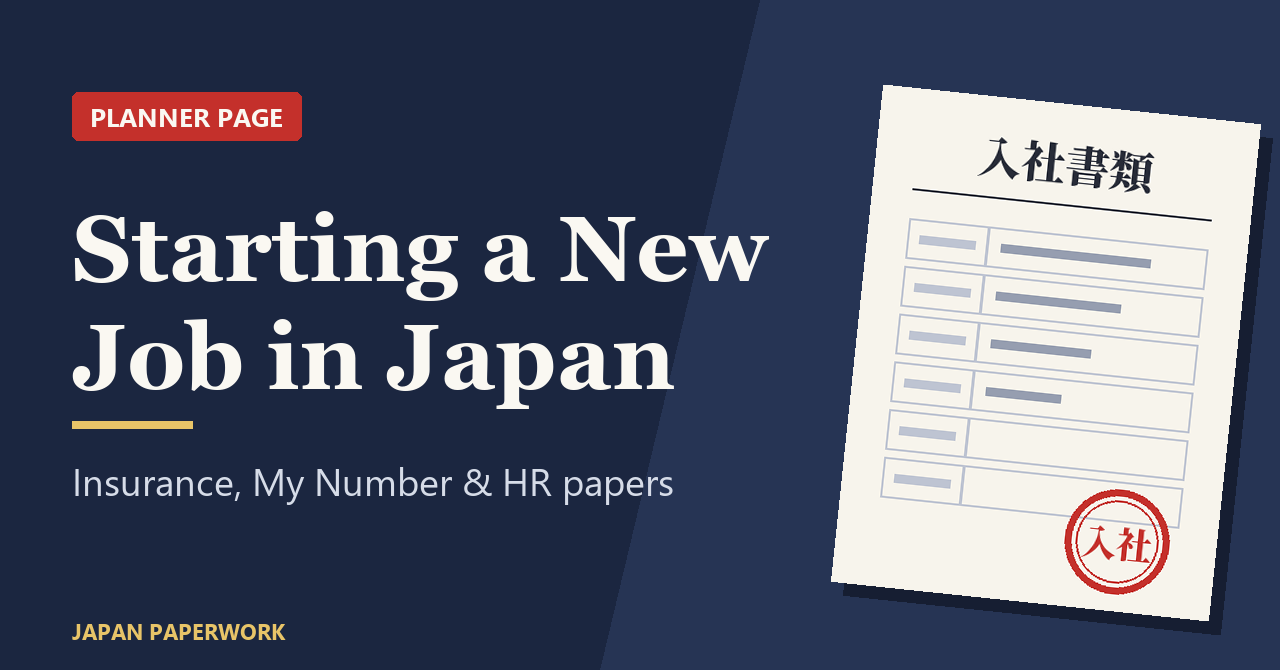 PLANNER PAGE
Starting a New
Job in Japan
Insurance, My Number & HR papers
JAPAN PAPERWORK
入社書類
入社